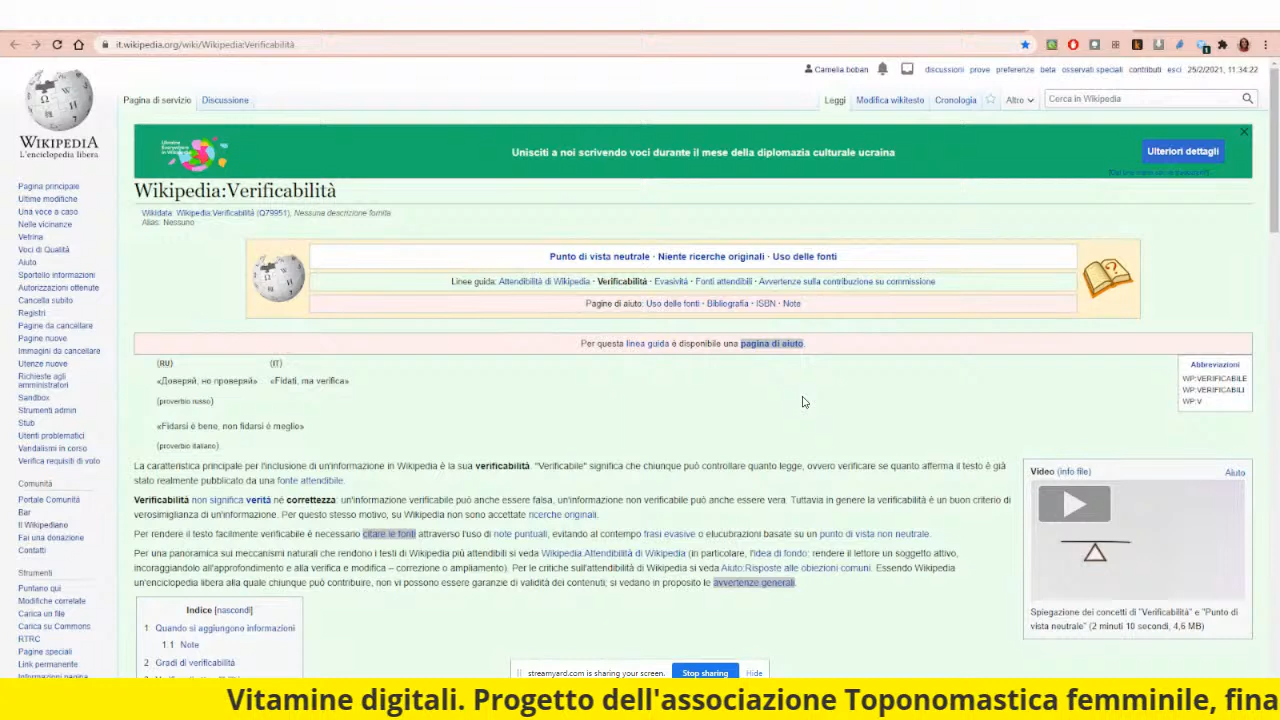 it.wikipedia.org/wiki/Wikipedia:Verificabilità
Camelia boban discussioni prove preferenze beta osservati speciali contributi esci 25/2/2021, 11:34:22
Pagina di servizio Discussione Leggi Modifica wikitesto Cronologia Altro Cerca in Wikipedia
WIKIPEDIA
L'enciclopedia libera
Unisciti a noi scrivendo voci durante il mese della diplomazia culturale ucraina
Ulteriori dettagli
Pagina principale
Ultime modifiche
Una voce a caso
Nelle vicinanze
Vetrina
Voci di Qualità
Aiuto
Sportello informazioni
Autorizzazioni ottenute
Cancella subito
Registri
Pagine da cancellare
Pagine nuove
Immagini da cancellare
Utenze nuove
Richieste agli
amministratori
Sandbox
Strumenti admin
Stub
Utenti problematici
Vandalismi in corso
Verifica requisiti di voto
Comunità
Portale Comunità
Bar
Il Wikipediano
Fai una donazione
Contatti
Strumenti
Puntano qui
Modifiche correlate
Carica un file
Carica su Commons
RTRC
Pagine speciali
Link permanente
Informazioni pagina
Wikipedia:Verificabilità
Wikidata: Wikipedia:Verificabilità (Q79951), Nessuna descrizione fornita
Alias: Nessuno
Punto di vista neutrale · Niente ricerche originali · Uso delle fonti
Linee guida: Attendibilità di Wikipedia · Verificabilità · Evasività · Fonti attendibili · Avvertenze sulla contribuzione su commissione
Pagine di aiuto: Uso delle fonti · Bibliografia · ISBN · Note
Per questa linea guida è disponibile una pagina di aiuto.
(RU) (IT)
«Доверяй, но проверяй» «Fidati, ma verifica»
(proverbio russo)
«Fidarsi è bene, non fidarsi è meglio»
(proverbio italiano)
Abbreviazioni
WP:VERIFICABILE
WP:VERIFICABILI
WP:V
La caratteristica principale per l'inclusione di un'informazione in Wikipedia è la sua verificabilità. "Verificabile" significa che chiunque può controllare quanto legge, ovvero verificare se quanto afferma il testo è già
stato realmente pubblicato da una fonte attendibile.
Verificabilità non significa verità né correttezza: un'informazione verificabile può anche essere falsa, un'informazione non verificabile può anche essere vera. Tuttavia in genere la verificabilità è un buon criterio di
verosimiglianza di un'informazione. Per questo stesso motivo, su Wikipedia non sono accettate ricerche originali.
Per rendere il testo facilmente verificabile è necessario citare le fonti attraverso l'uso di note puntuali, evitando al contempo frasi evasive o elucubrazioni basate su un punto di vista non neutrale.
Per una panoramica sui meccanismi naturali che rendono i testi di Wikipedia più attendibili si veda Wikipedia:Attendibilità di Wikipedia (in particolare, l'idea di fondo: rendere il lettore un soggetto attivo,
incoraggiandolo all'approfondimento e alla verifica e modifica – correzione o ampliamento). Per le critiche sull'attendibilità di Wikipedia si veda Aiuto:Risposte alle obiezioni comuni. Essendo Wikipedia
un'enciclopedia libera alla quale chiunque può contribuire, non vi possono essere garanzie di validità dei contenuti; si vedano in proposito le avvertenze generali.
Video (info file) Aiuto
Spiegazione dei concetti di "Verificabilità" e "Punto di
vista neutrale" (2 minuti 10 secondi, 4,6 MB)
Indice [nascondi]
1 Quando si aggiungono informazioni
1.1 Note
2 Gradi di verificabilità
streamyard.com is sharing your screen. Stop sharing Hide
Vitamine digitali. Progetto dell'associazione Toponomastica femminile, fina